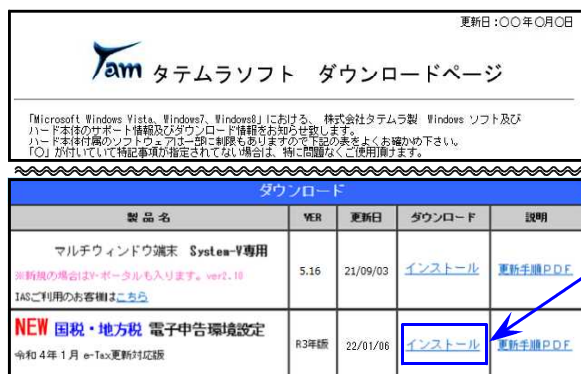 更新日:〇〇年〇月〇日
Tam タテムラソフト ダウンロードページ
「Microsoft Windows Vista、Windows7、Windows8」における、 株式会社タテムラ製 Windows ソフト及び
ハード本体のサポート情報及びダウンロード情報をお知らせ致します。
ハード本体付属のソフトウェアは一部に制限もありますので下記の表をよくお確かめ下さい。
「〇」が付いていて特記事項が指定されてない場合は、特に問題なくご使用頂けます。
ダウンロード
製品名 VER 更新日 ダウンロード 説明
マルチウィンドウ端末 System-V専用
※新規の場合はV-ポータルも入ります。ver2.10
IASご利用のお客様はこちら
5.16 21/09/03 インストール 更新手順PDF
NEW 国税・地方税 電子申告環境設定
令和4年1月 e-Tax更新対応版
R3年版 22/01/06 インストール 更新手順PDF